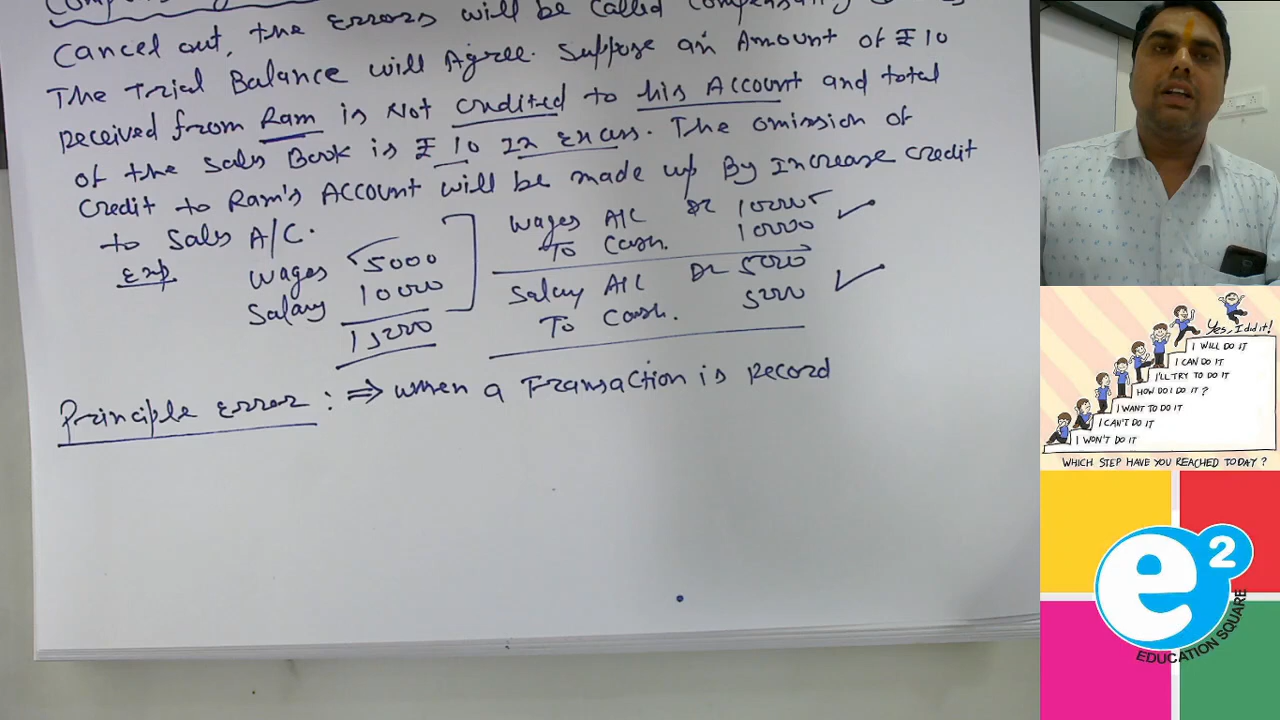 cancel out, the errors will be called
The Trial Balance will Agree. Suppose an Amount of ₹10
received from Ram is Not credited to his Account and total
of the Sales Book is ₹ 10 In Excess. The omission of
credit to Ram's Account will be made up By Increase credit
to Sales A/C.
Exp
Wages 5000
Salary 10000
15000
Wages A/C Dr 10000
To Cash. 10000
Salary A/C Dr 5000
To Cash. 5000
Principle Error : ⇒ When a Transaction is Record
Yes, I did it!
I WILL DO IT
I CAN DO IT
I'LL TRY TO DO IT
HOW DO I DO IT?
I WANT TO DO IT
I CAN'T DO IT
I WON'T DO IT
WHICH STEP HAVE YOU REACHED TODAY?
e2
EDUCATION SQUARE